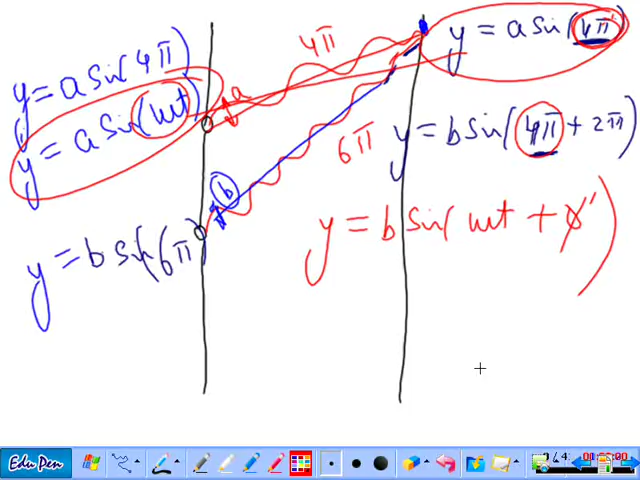 y = a sin(4π)
4π
y = a sin(4π)
a
y = a sin(ωt)
y = b sin(4π + 2π)
6π
b
y = b sin(ωt + φ')
y = b sin(6π)
Edu Pen